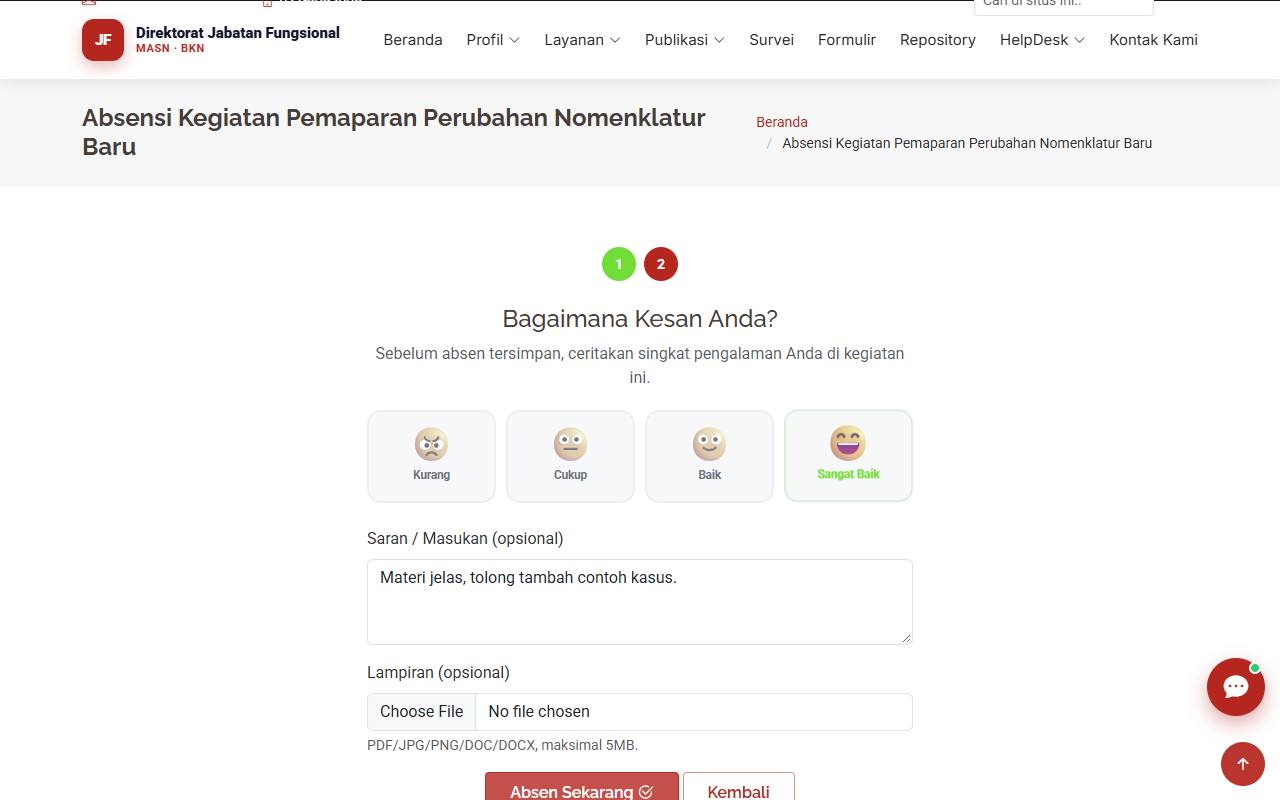 JF
Direktorat Jabatan Fungsional
MASN · BKN
Beranda
Profil
Layanan
Publikasi
Survei
Formulir
Repository
HelpDesk
Kontak Kami
Absensi Kegiatan Pemaparan Perubahan Nomenklatur
Baru
Beranda
/ Absensi Kegiatan Pemaparan Perubahan Nomenklatur Baru
1
2
Bagaimana Kesan Anda?
Sebelum absen tersimpan, ceritakan singkat pengalaman Anda di kegiatan
ini.
Kurang
Cukup
Baik
Sangat Baik
Saran / Masukan (opsional)
Materi jelas, tolong tambah contoh kasus.
Lampiran (opsional)
Choose File
No file chosen
PDF/JPG/PNG/DOC/DOCX, maksimal 5MB.
Absen Sekarang
Kembali